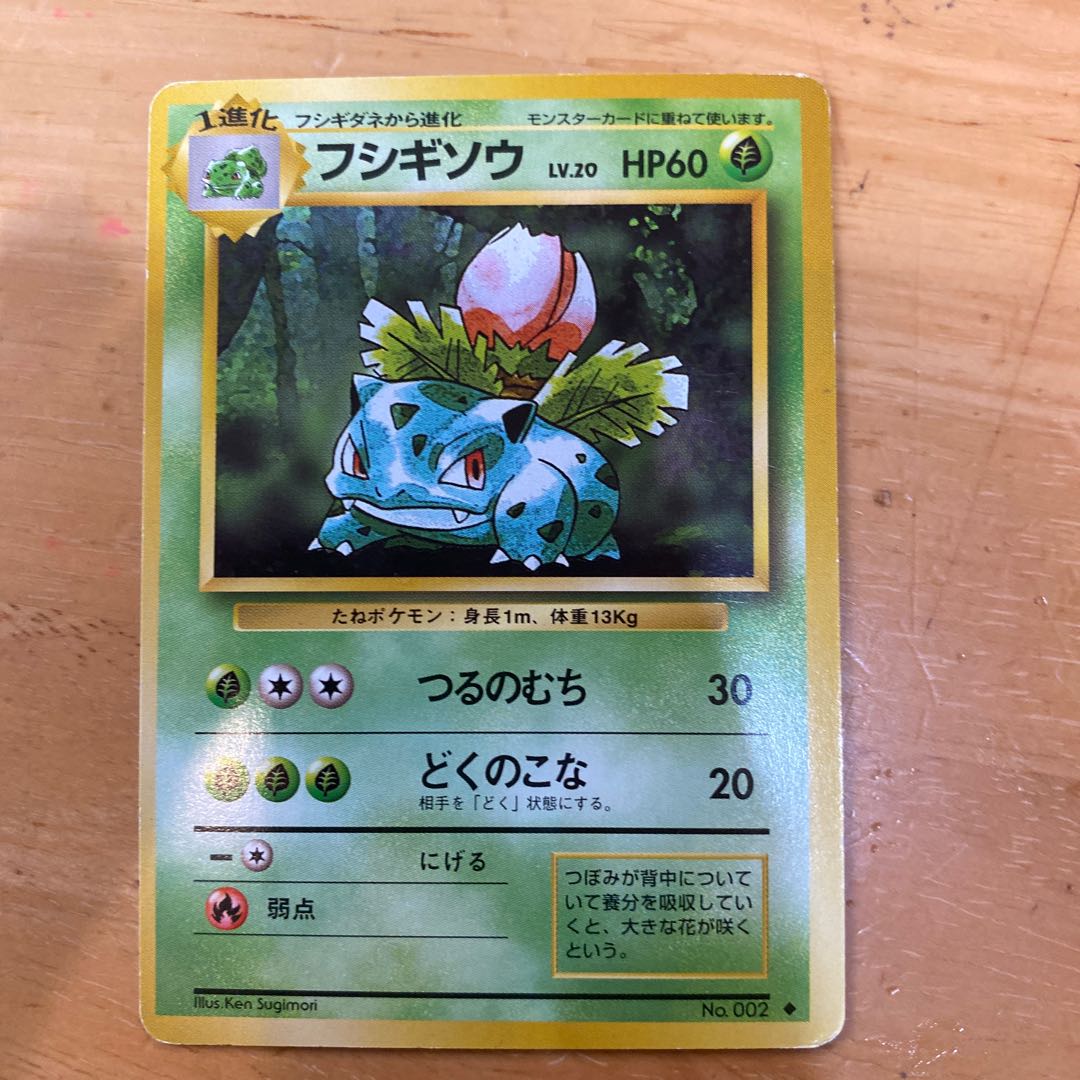 1進化
フシギダネから進化
モンスターカードに重ねて使います。
フシギソウ LV.20 HP60
たねポケモン：身長1m、体重13Kg
つるのむち 30
どくのこな 20
相手を「どく」状態にする。
にげる
弱点
つぼみが背中について
いて養分を吸収してい
くと、大きな花が咲く
という。
Illus.Ken Sugimori
No. 002 ◆